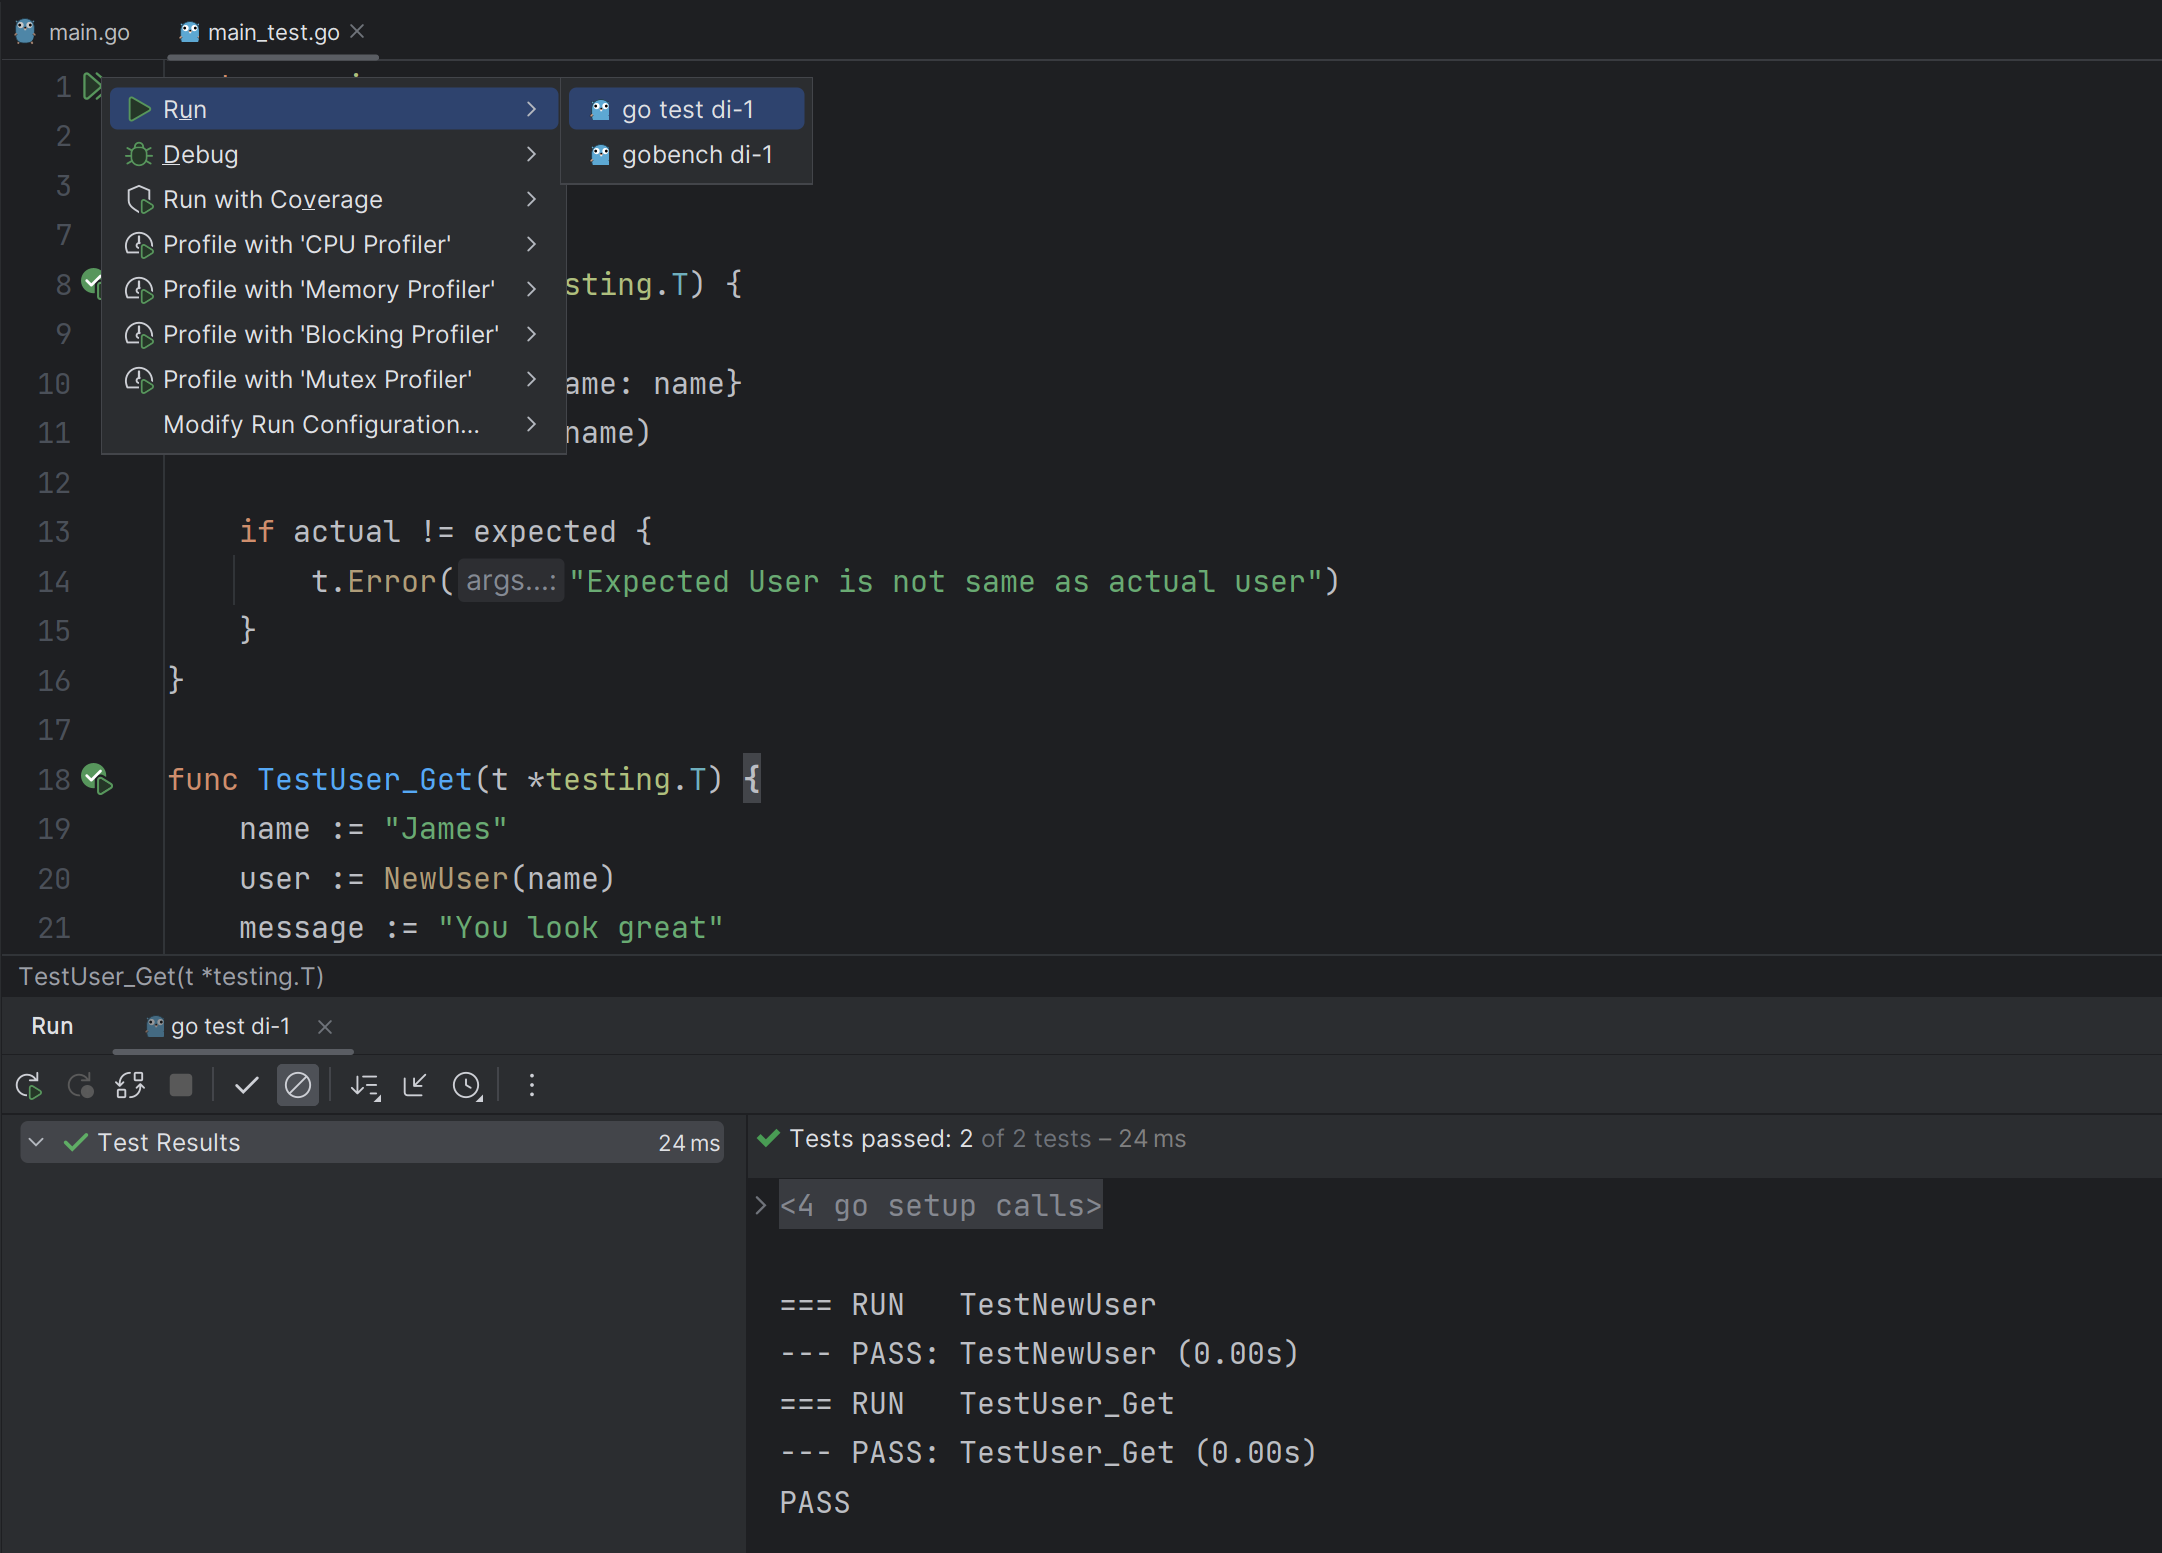 main.go
main_test.go
1
2
3
7
8 sting.T) {
9
10 ame: name}
11 name)
12
13 if actual != expected {
14 t.Error( args...: "Expected User is not same as actual user")
15 }
16 }
17
18 func TestUser_Get(t *testing.T) {
19 name := "James"
20 user := NewUser(name)
21 message := "You look great"
Run
Debug
Run with Coverage
Profile with 'CPU Profiler'
Profile with 'Memory Profiler'
Profile with 'Blocking Profiler'
Profile with 'Mutex Profiler'
Modify Run Configuration...
go test di-1
gobench di-1
TestUser_Get(t *testing.T)
Run
go test di-1
Test Results 24 ms
Tests passed: 2 of 2 tests – 24 ms
<4 go setup calls>
=== RUN   TestNewUser
--- PASS: TestNewUser (0.00s)
=== RUN   TestUser_Get
--- PASS: TestUser_Get (0.00s)
PASS